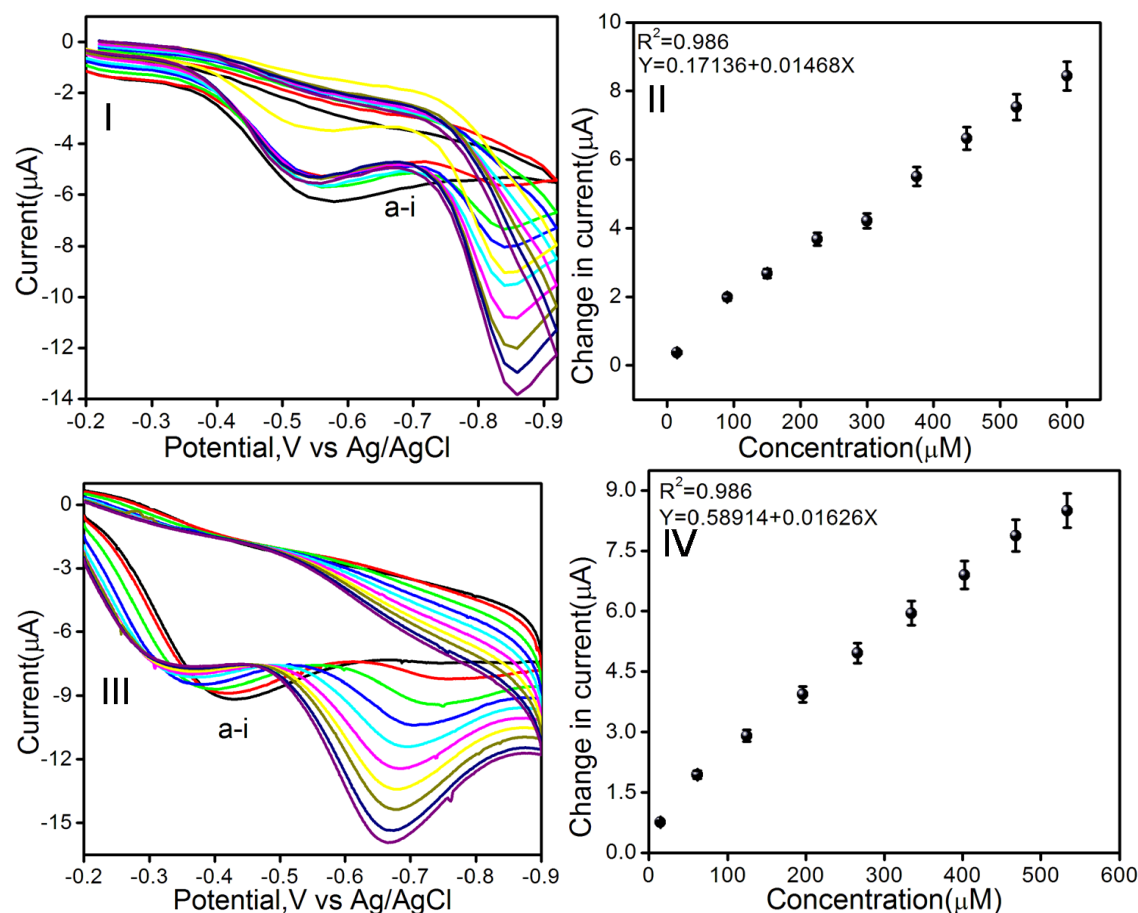 0
-2
-4
-6
-8
-10
-12
-14
Current(μA)
I
a-i
-0.2 -0.3 -0.4 -0.5 -0.6 -0.7 -0.8 -0.9
Potential,V vs Ag/AgCl
10
8
6
4
2
0
Change in current(μA)
R²=0.986
Y=0.17136+0.01468X
II
100 200 300 400 500 600
Concentration(μM)
0
-3
-6
-9
-12
-15
Current(μA)
III
a-i
-0.2 -0.3 -0.4 -0.5 -0.6 -0.7 -0.8 -0.9
Potential,V vs Ag/AgCl
9.0
7.5
6.0
4.5
3.0
1.5
0.0
Change in current(μA)
R²=0.986
Y=0.58914+0.01626X
IV
0 100 200 300 400 500 600
Concentration(μM)